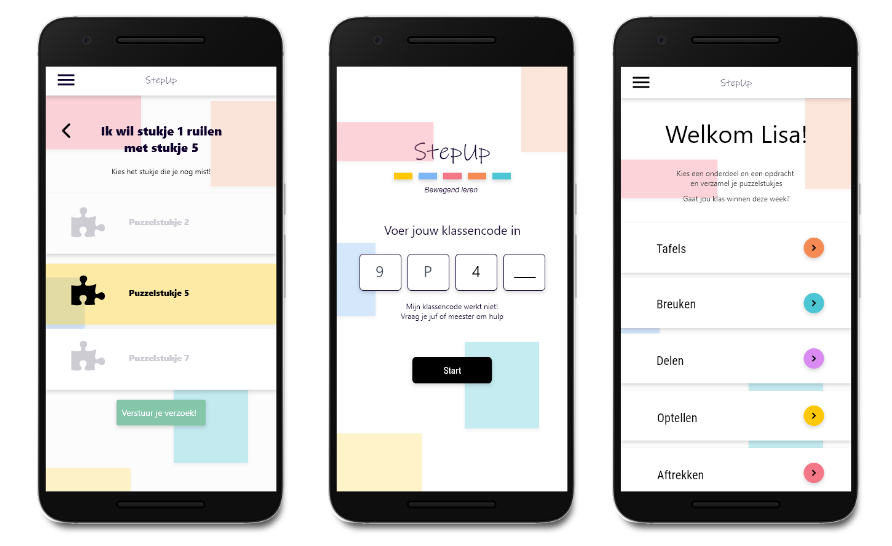 StepUp
Ik wil stukje 1 ruilen
met stukje 5
Kies het stukje die je nog mist!
Puzzelstukje 2
Puzzelstukje 5
Puzzelstukje 7
Verstuur je verzoek!
StepUp
Bewegend leren
Voer jouw klassencode in
9 P 4 __
Mijn klassencode werkt niet!
Vraag je juf of meester om hulp
Start
StepUp
Welkom Lisa!
Kies een onderdeel en een opdracht
en verzamel je puzzelstukjes
Gaat jou klas winnen deze week?
Tafels
Breuken
Delen
Optellen
Aftrekken